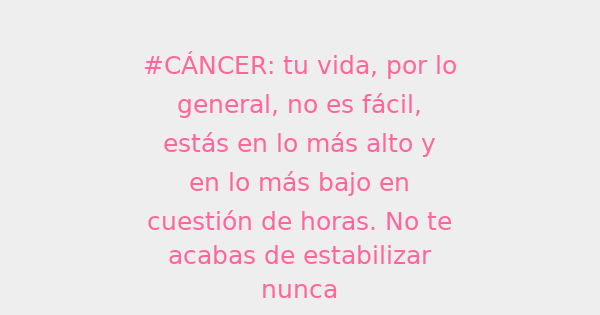 #CÁNCER: tu vida, por lo
general, no es fácil,
estás en lo más alto y
en lo más bajo en
cuestión de horas. No te
acabas de estabilizar
nunca